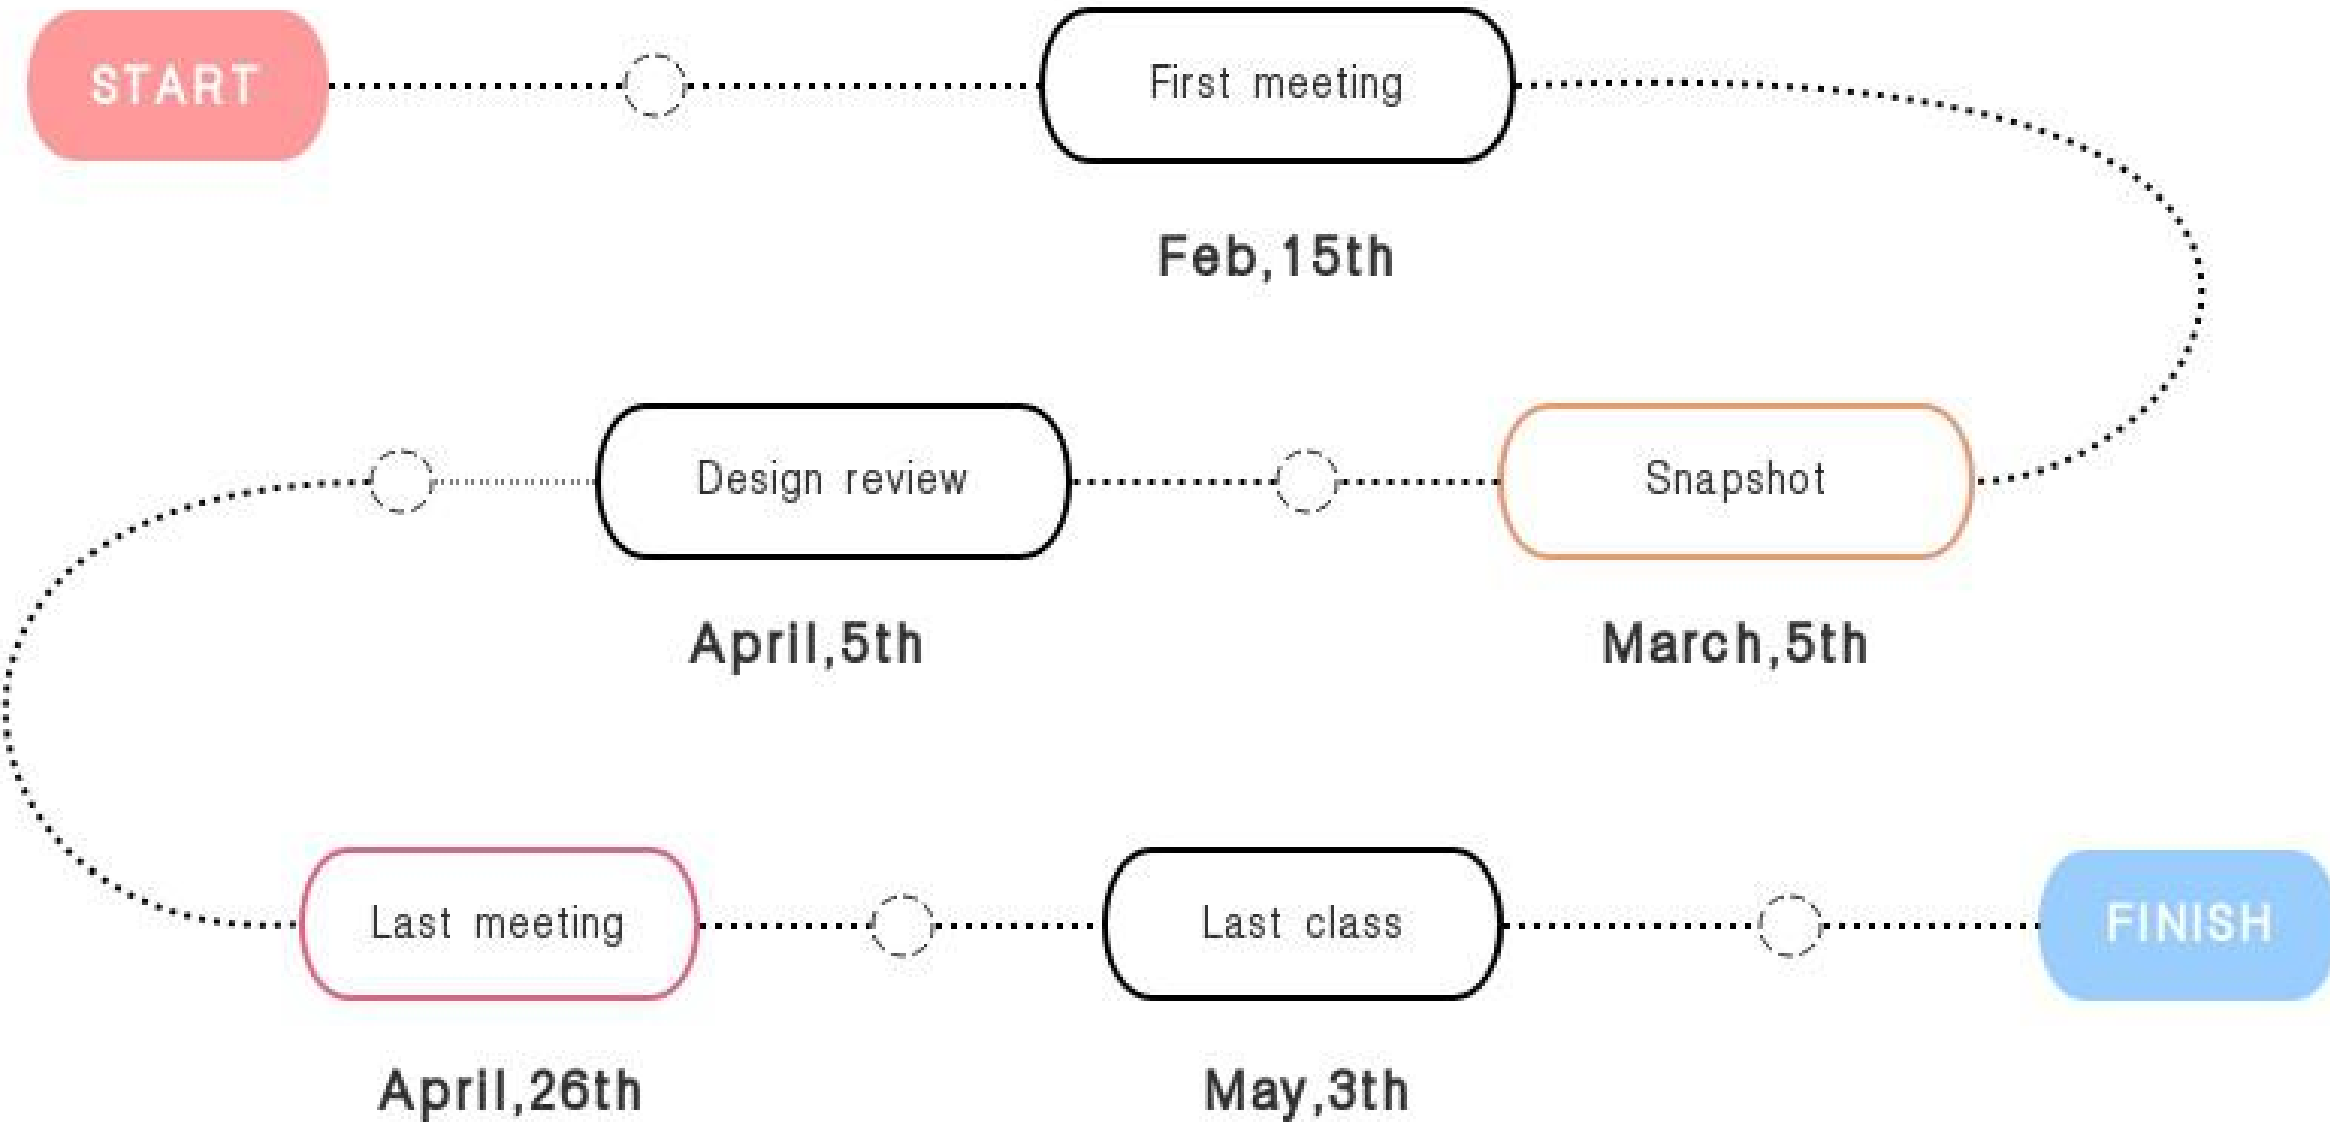 START
First meeting
Feb,15th
Design review
Snapshot
April,5th
March,5th
Last meeting
Last class
FINISH
April,26th
May,3th